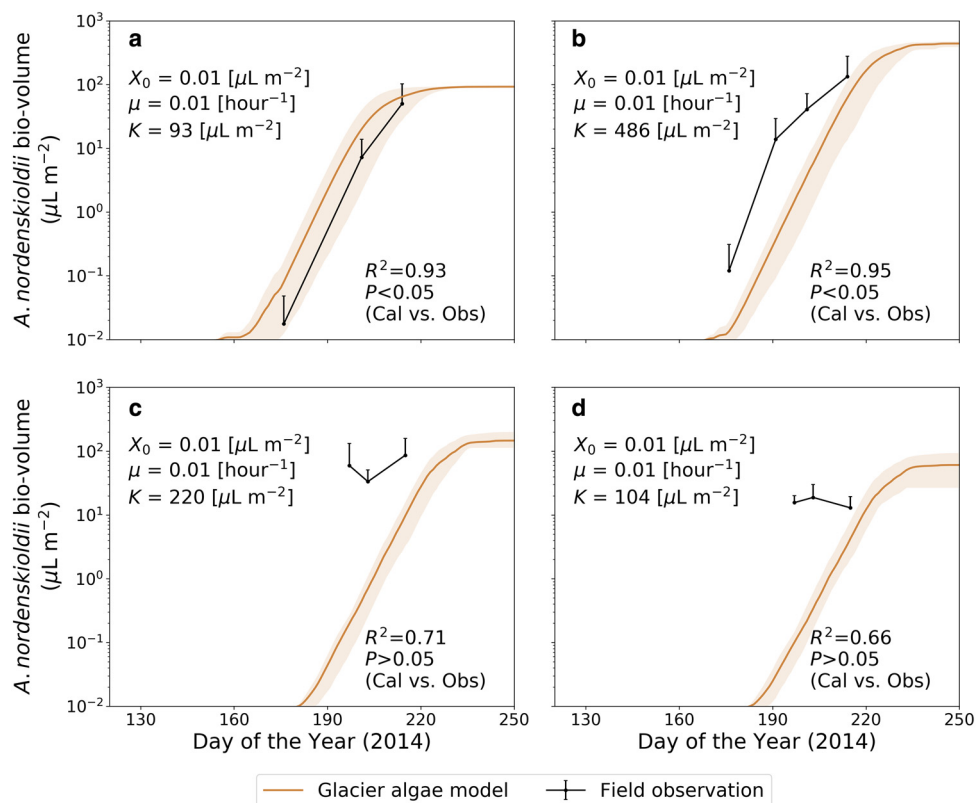 A. nordenskioldii bio-volume
(μL m⁻²)
10³
10²
10¹
10⁰
10⁻¹
10⁻²
a
X₀ = 0.01 [μL m⁻²]
μ = 0.01 [hour⁻¹]
K = 93 [μL m⁻²]
R²=0.93
P<0.05
(Cal vs. Obs)
b
X₀ = 0.01 [μL m⁻²]
μ = 0.01 [hour⁻¹]
K = 486 [μL m⁻²]
R²=0.95
P<0.05
(Cal vs. Obs)
A. nordenskioldii bio-volume
(μL m⁻²)
10³
10²
10¹
10⁰
10⁻¹
10⁻²
c
X₀ = 0.01 [μL m⁻²]
μ = 0.01 [hour⁻¹]
K = 220 [μL m⁻²]
R²=0.71
P>0.05
(Cal vs. Obs)
130 160 190 220 250
Day of the Year (2014)
d
X₀ = 0.01 [μL m⁻²]
μ = 0.01 [hour⁻¹]
K = 104 [μL m⁻²]
R²=0.66
P>0.05
(Cal vs. Obs)
130 160 190 220 250
Day of the Year (2014)
Glacier algae model Field observation